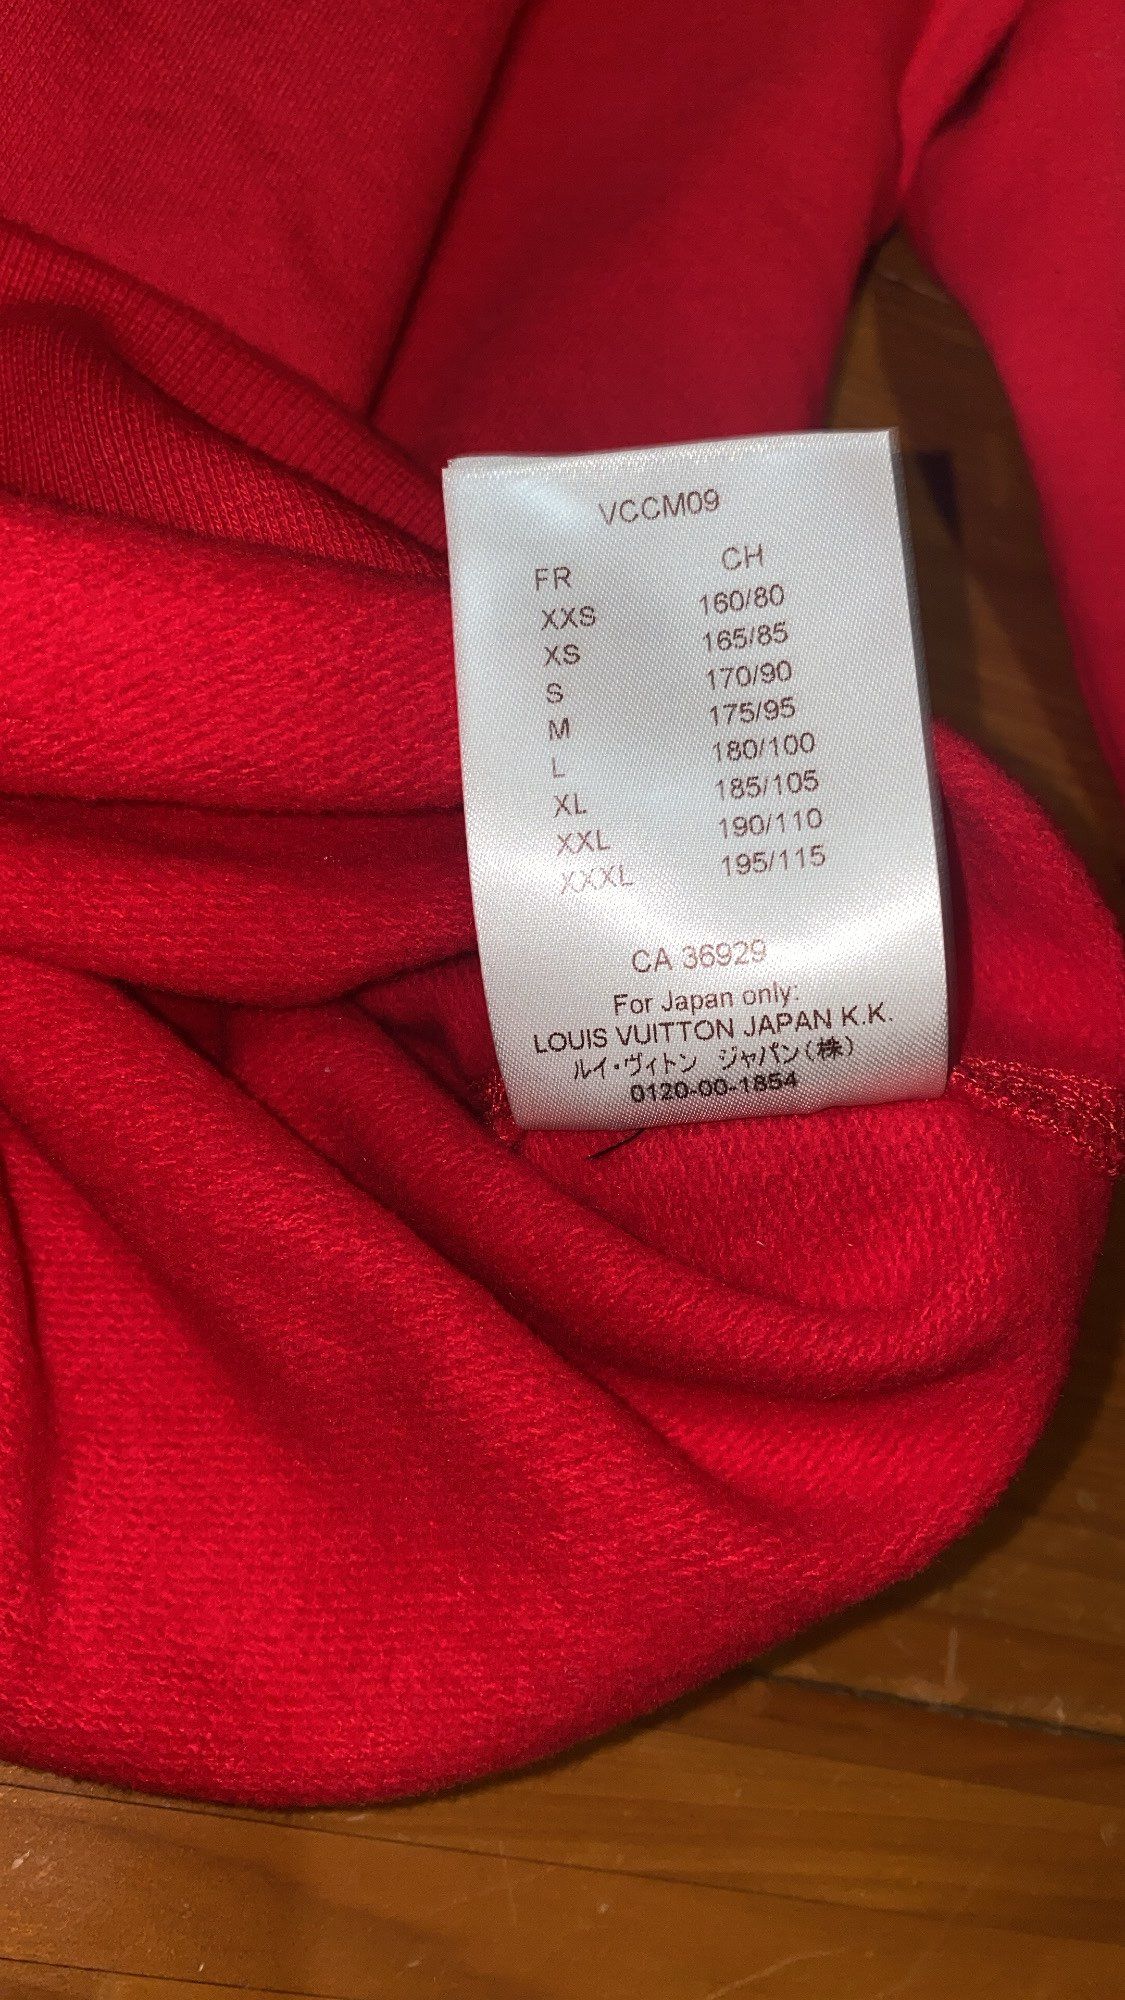 VCCM09
FR CH
XXS 160/80
XS 165/85
S 170/90
M 175/95
L 180/100
XL 185/105
XXL 190/110
XXXL 195/115
CA 36929
For Japan only:
LOUIS VUITTON JAPAN K.K.
ルイ・ヴィトン ジャパン(株)
0120-00-1854